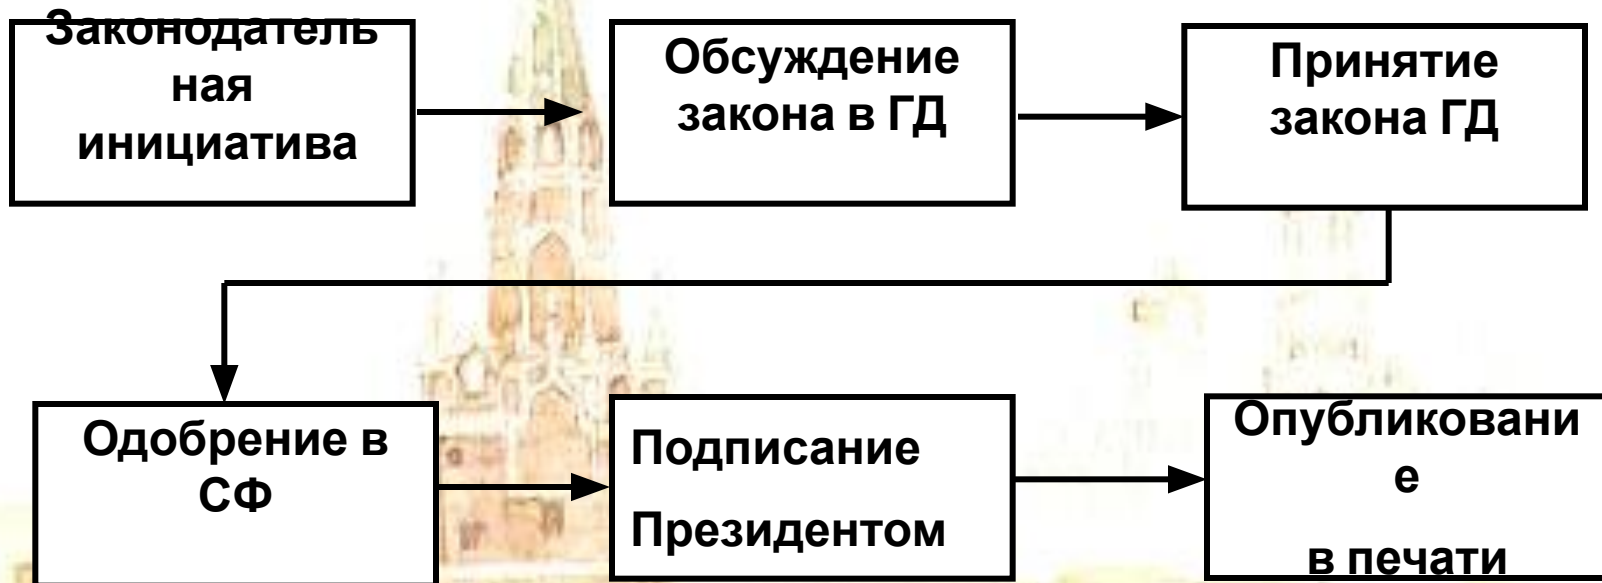 Законодатель
ная
инициатива
Обсуждение
закона в ГД
Принятие
закона ГД
Одобрение в
СФ
Подписание
Президентом
Опубликовани
е
в печати